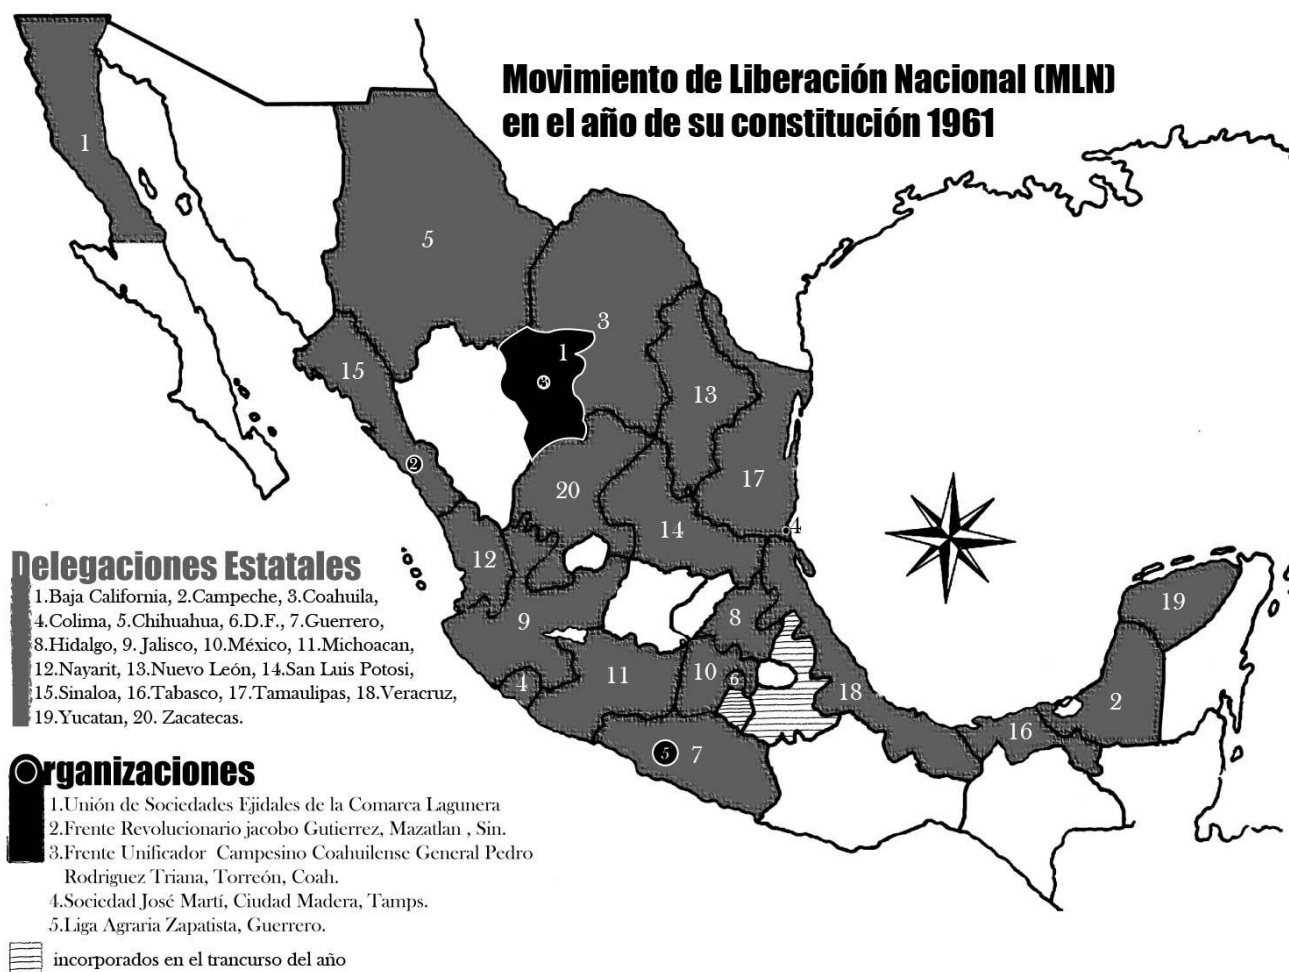 Movimiento de Liberación Nacional (MLN)
en el año de su constitución 1961
1
5
3
1
3
15
13
2
17
20
4
14
12
19
9
8
10
6
11
4
18
2
16
5
7
Delegaciones Estatales
1.Baja California, 2.Campeche, 3.Coahuila,
4.Colima, 5.Chihuahua, 6.D.F., 7.Guerrero,
8.Hidalgo, 9. Jalisco, 10.México, 11.Michoacan,
12.Nayarit, 13.Nuevo León, 14.San Luis Potosi,
15.Sinaloa, 16.Tabasco, 17.Tamaulipas, 18.Veracruz,
19.Yucatan, 20. Zacatecas.
Organizaciones
1.Unión de Sociedades Ejidales de la Comarca Lagunera
2.Frente Revolucionario jacobo Gutierrez, Mazatlan , Sin.
3.Frente Unificador Campesino Coahuilense General Pedro
Rodriguez Triana, Torreón, Coah.
4.Sociedad José Martí, Ciudad Madera, Tamps.
5.Liga Agraria Zapatista, Guerrero.
incorporados en el trancurso del año